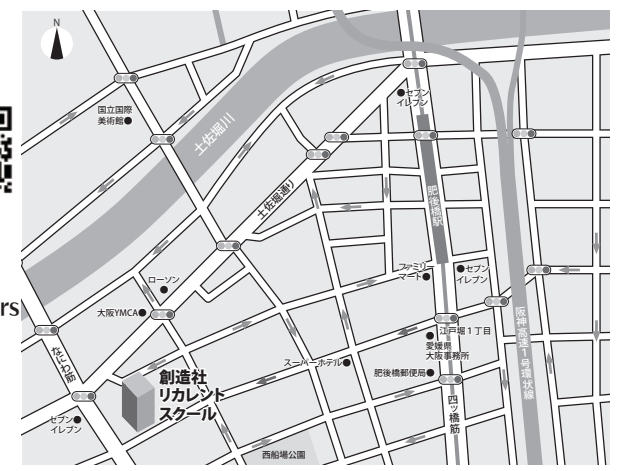 N
セブン
イレブン
国立国際
美術館
土佐堀川
土佐堀通り
肥後橋駅
ローソン
ファミリー
マート
セブン
イレブン
大阪YMCA
rs
江戸堀1丁目
愛媛県
大阪事務所
阪神高速1号環状線
なにわ筋
スーパーホテル
肥後橋郵便局
創造社
リカレント
スクール
四ツ橋筋
セブン
イレブン
西船場公園